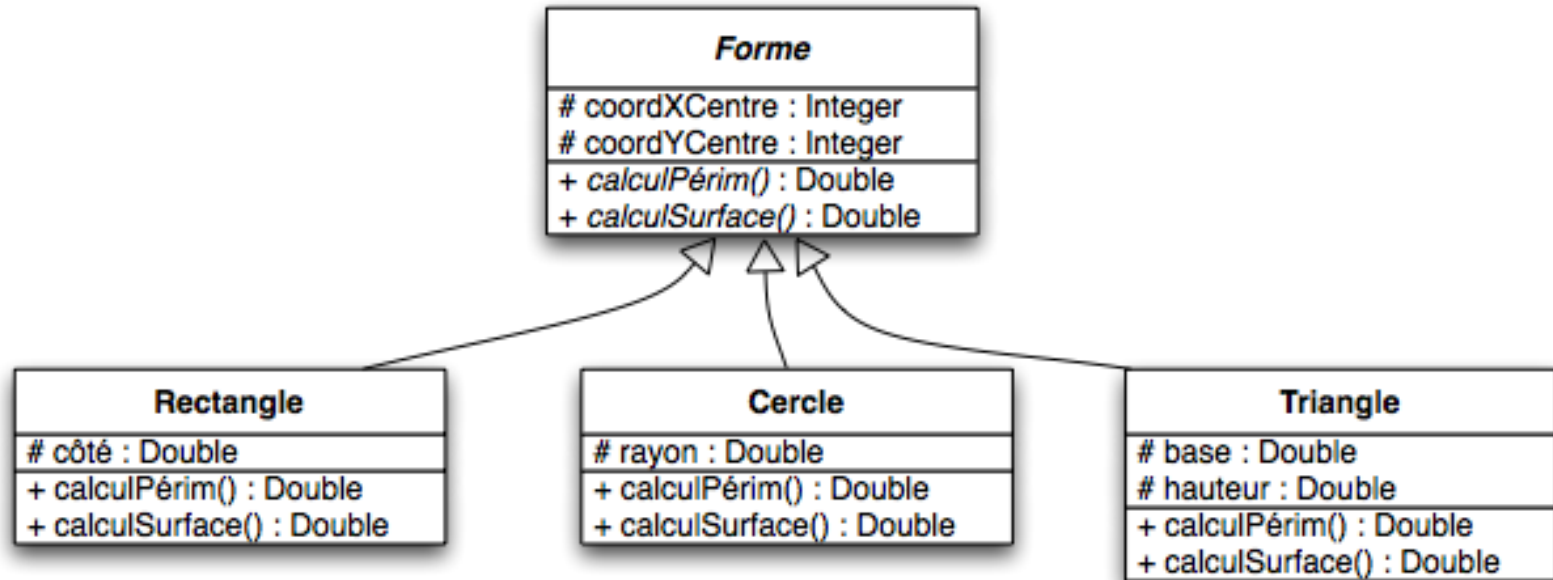 Forme
# coordXCentre : Integer
# coordYCentre : Integer
+ calculPérim() : Double
+ calculSurface() : Double
Rectangle
# côté : Double
+ calculPérim() : Double
+ calculSurface() : Double
Cercle
# rayon : Double
+ calculPérim() : Double
+ calculSurface() : Double
Triangle
# base : Double
# hauteur : Double
+ calculPérim() : Double
+ calculSurface() : Double